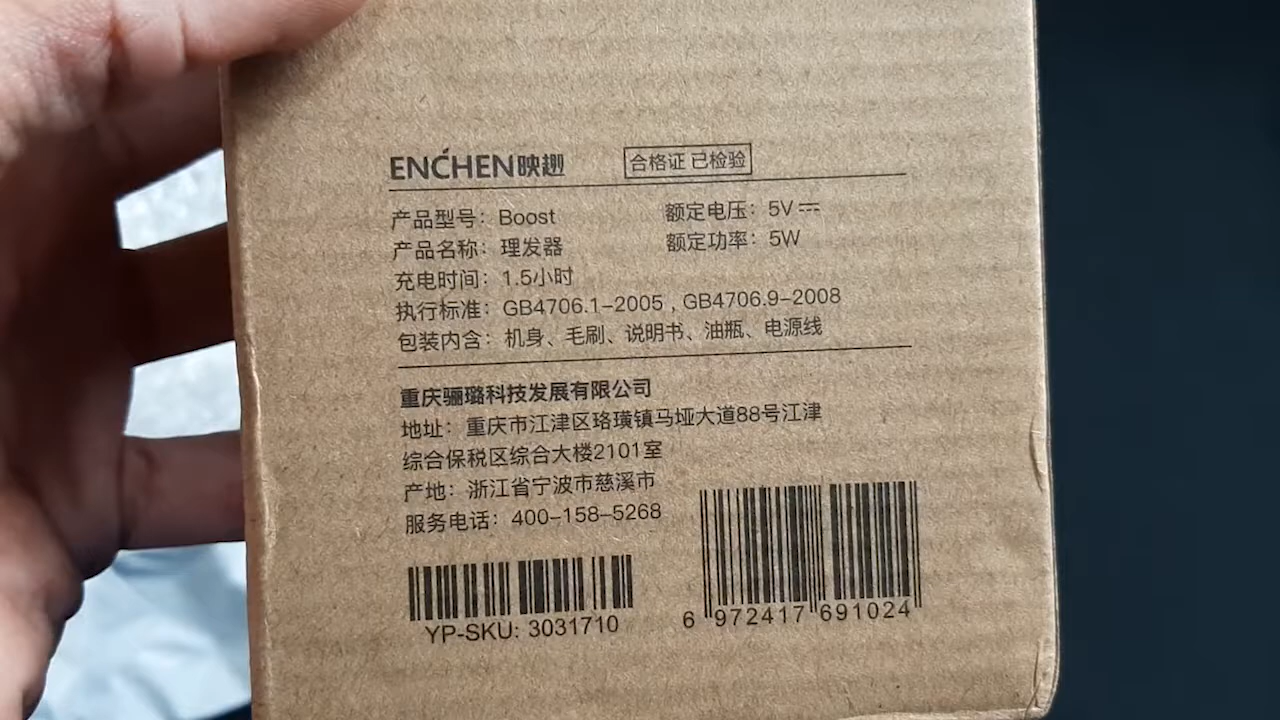 ENCHEN映趣 合格证 已检验
产品型号：Boost 额定电压：5V⎓
产品名称：理发器 额定功率：5W
充电时间：1.5小时
执行标准：GB4706.1-2005 , GB4706.9-2008
包装内含：机身、毛刷、说明书、油瓶、电源线
重庆骊璐科技发展有限公司
地址：重庆市江津区珞璜镇马垭大道88号江津
综合保税区综合大楼2101室
产地：浙江省宁波市慈溪市
服务电话：400-158-5268
YP-SKU: 3031710
6 972417 691024